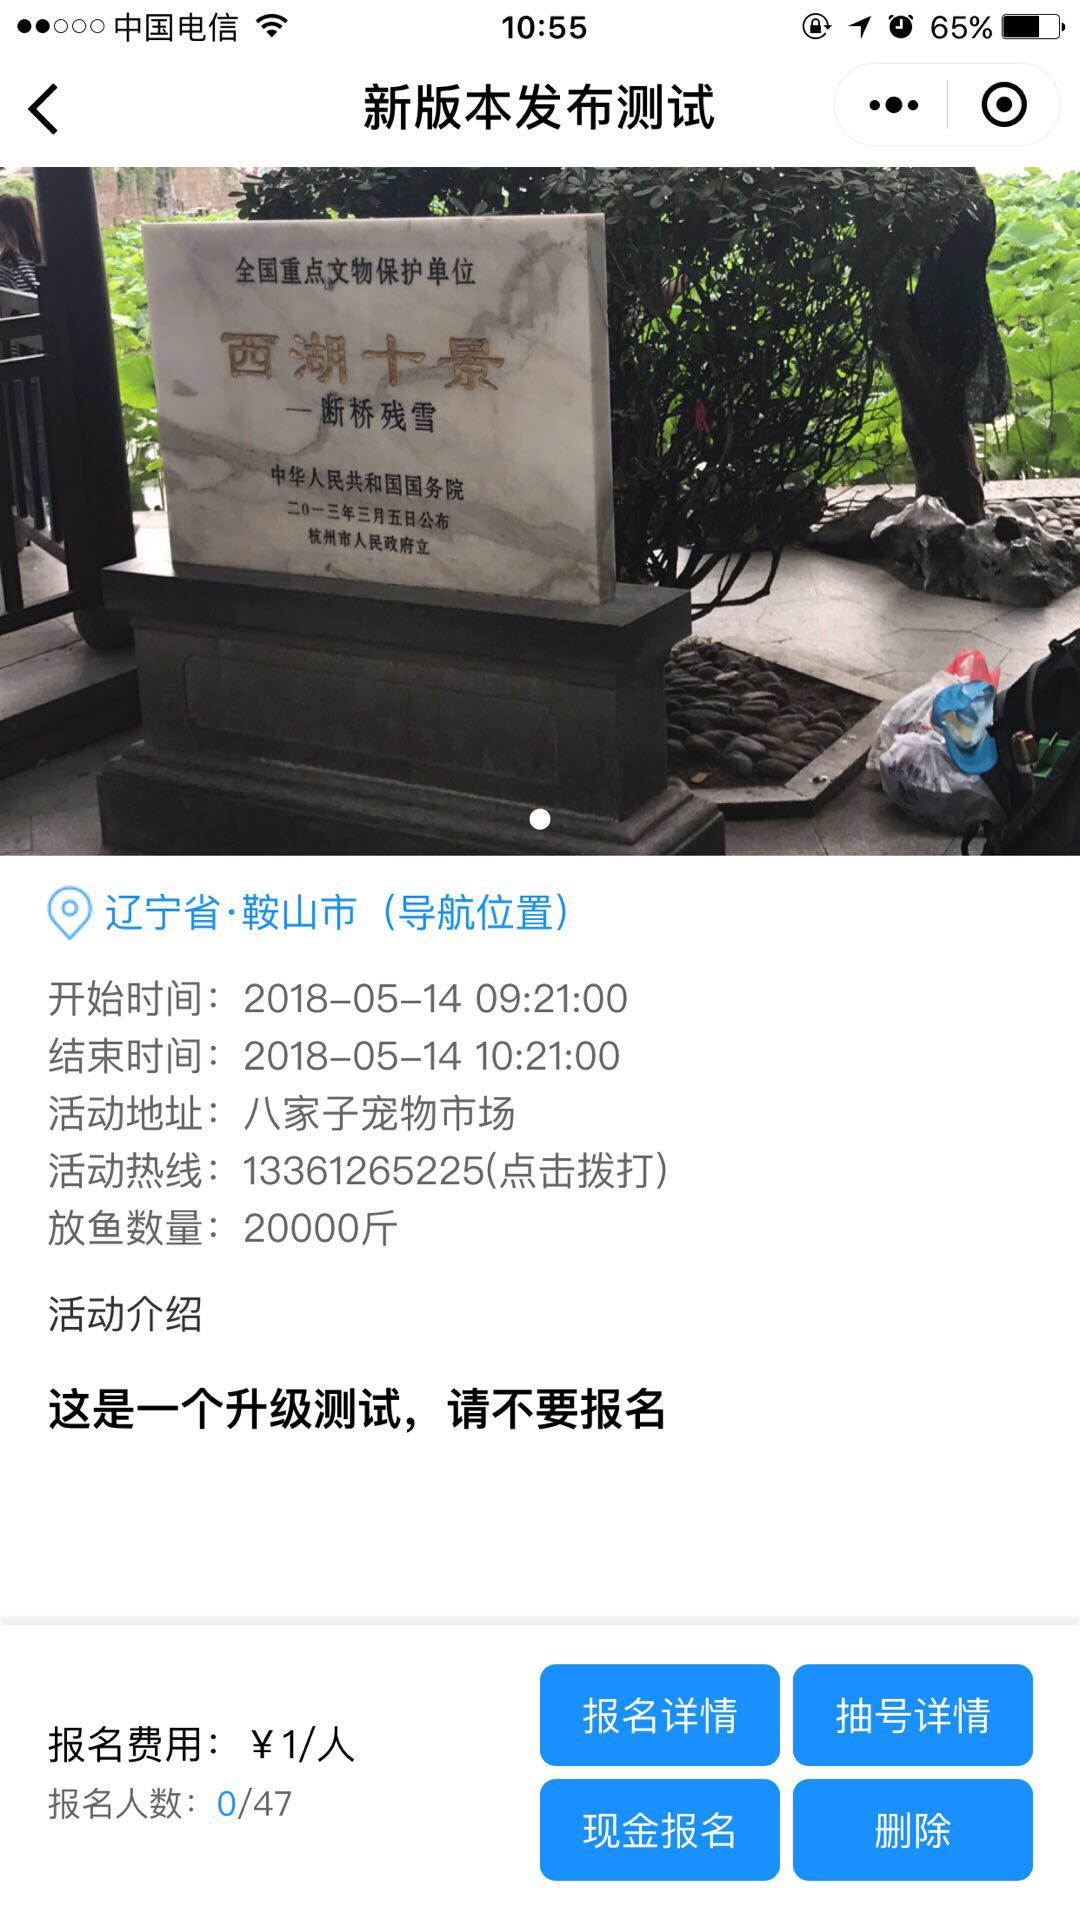 中国电信
10:55
65%
新版本发布测试
全国重点文物保护单位
西湖十景
—断桥残雪
中华人民共和国国务院
二0一三年三月五日公布
杭州市人民政府立
辽宁省·鞍山市（导航位置）
开始时间：2018-05-14 09:21:00
结束时间：2018-05-14 10:21:00
活动地址：八家子宠物市场
活动热线：13361265225(点击拨打)
放鱼数量：20000斤
活动介绍
这是一个升级测试，请不要报名
报名费用：￥1/人
报名人数：0/47
报名详情
抽号详情
现金报名
删除